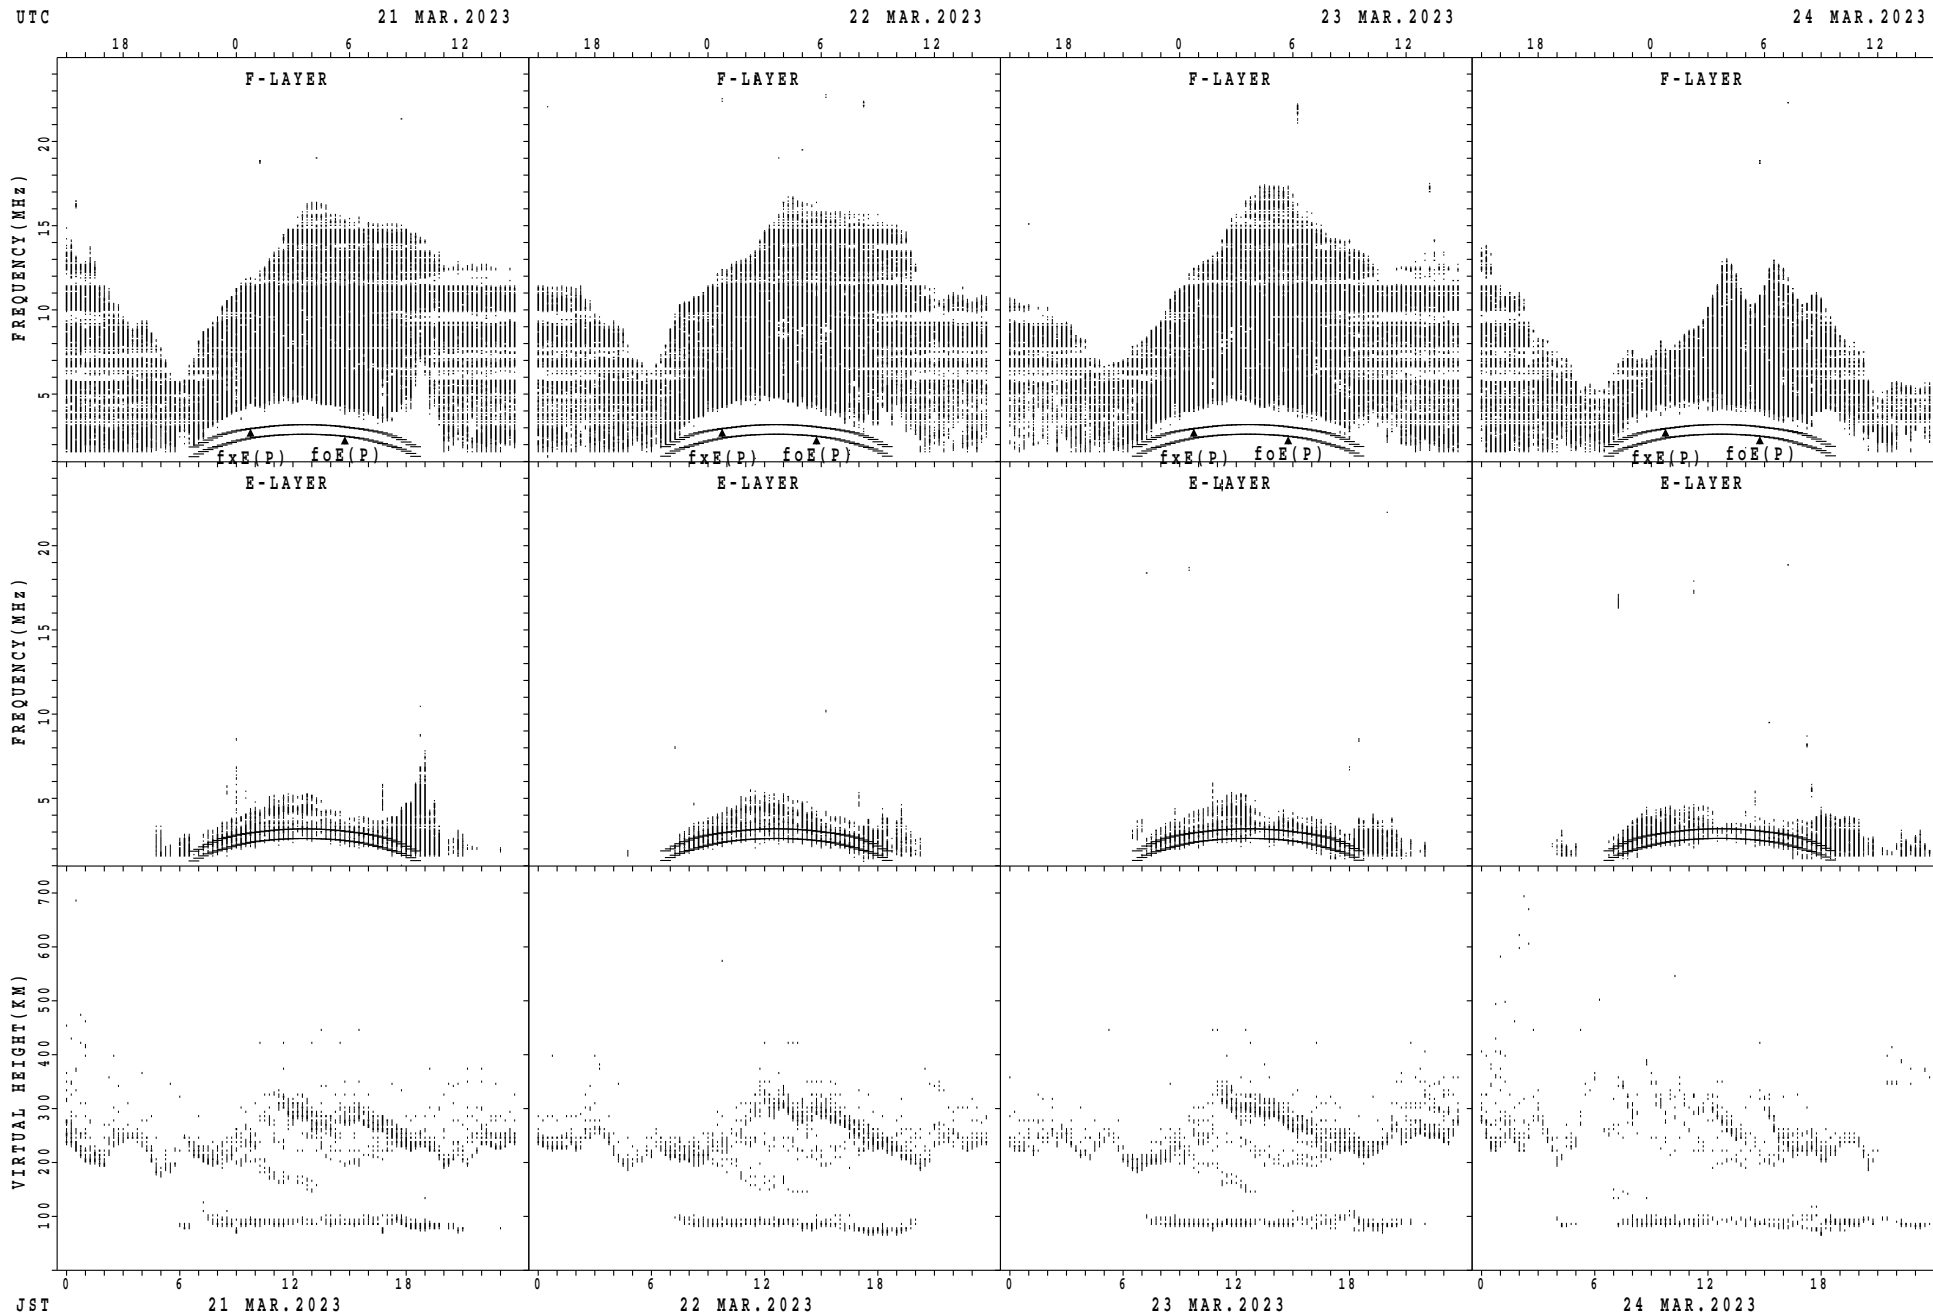 UTC 21 MAR.2023 22 MAR.2023 23 MAR.2023 24 MAR.2023
18 0 6 12 18 0 6 12 18 0 6 12 18 0 6 12
F-LAYER F-LAYER F-LAYER F-LAYER
FREQUENCY(MHz)
20
15
10
5
fxE(P) foE(P) fxE(P) foE(P) fxE(P) foE(P) fxE(P) foE(P)
E-LAYER E-LAYER E-LAYER E-LAYER
FREQUENCY(MHz)
20
15
10
5
VIRTUAL HEIGHT(KM)
700
600
500
400
300
200
100
0 6 12 18 0 6 12 18 0 6 12 18 0 6 12 18
JST 21 MAR.2023 22 MAR.2023 23 MAR.2023 24 MAR.2023